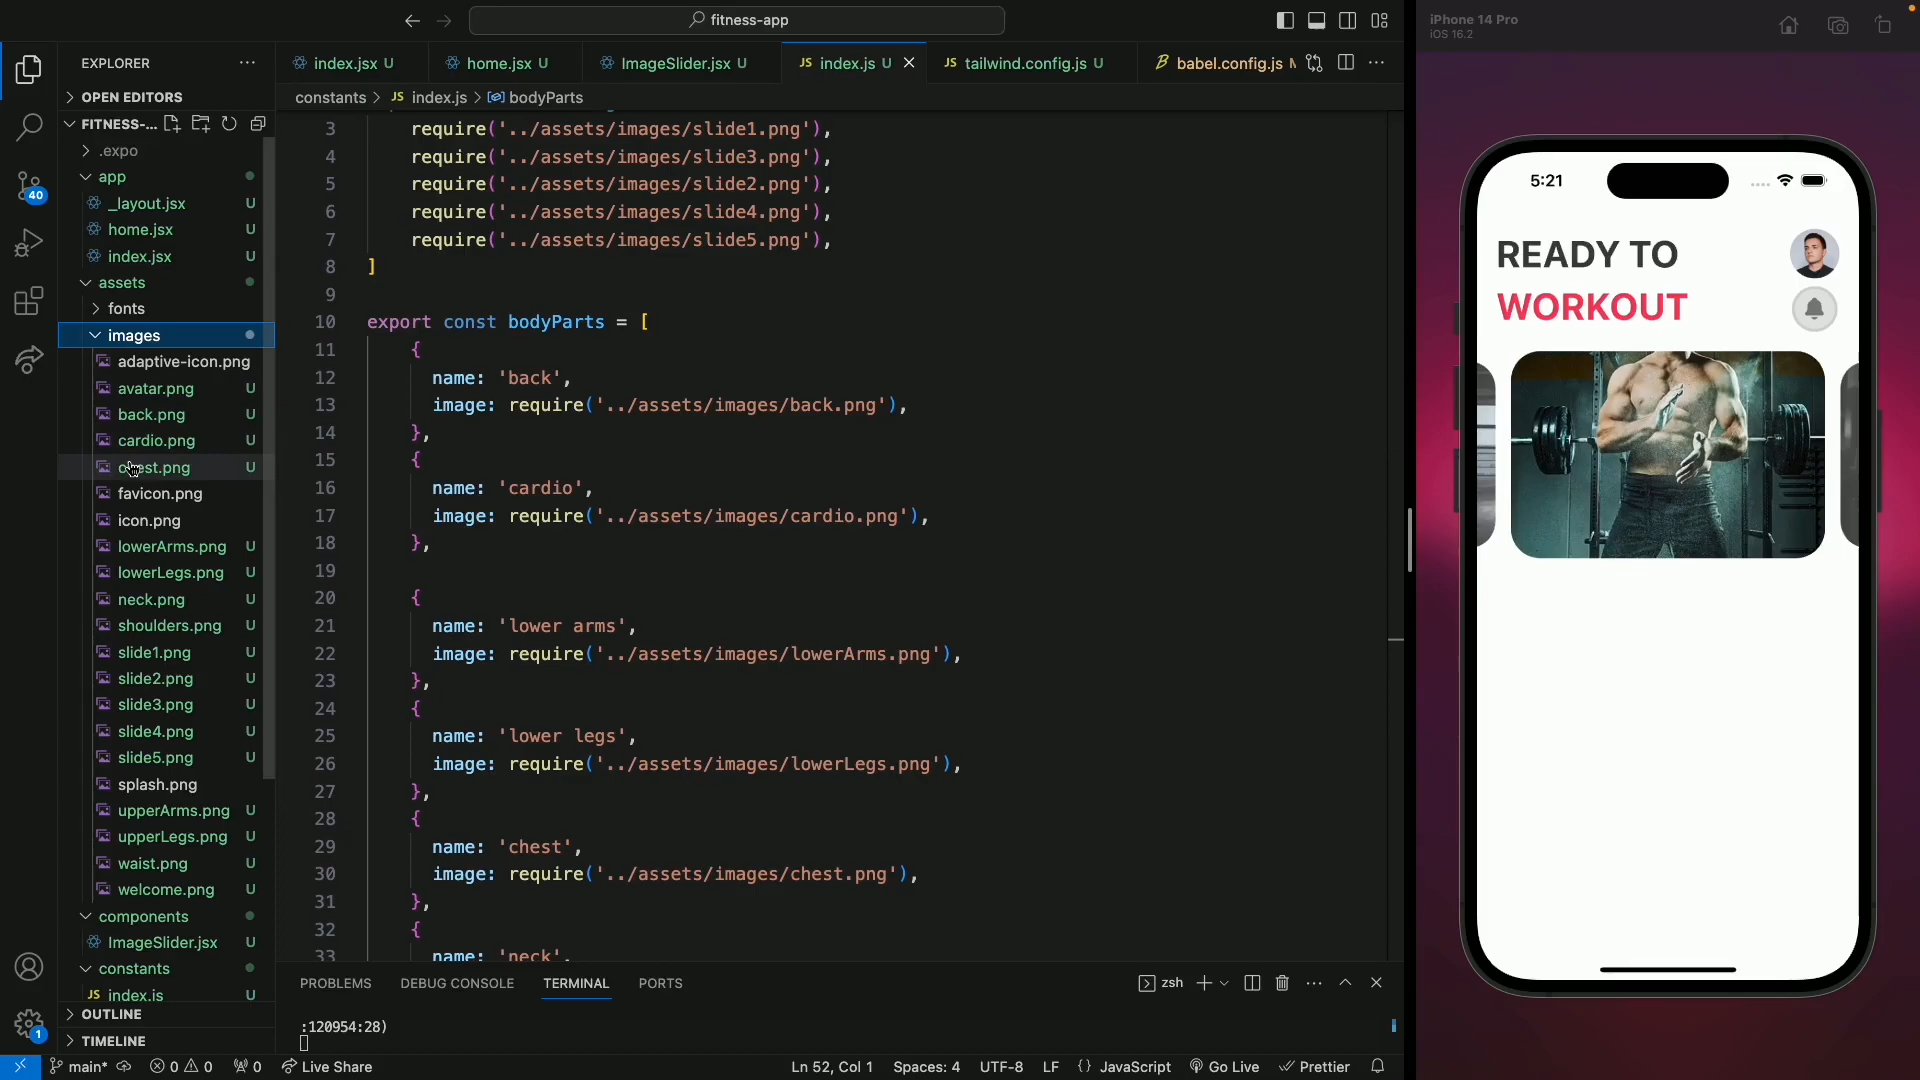 fitness-app
iPhone 14 Pro
iOS 16.2
EXPLORER
index.jsx U
home.jsx U
ImageSlider.jsx U
JS index.js U
JS tailwind.config.js U
babel.config.js M
OPEN EDITORS
constants > JS index.js > bodyParts
FITNESS-...
.expo
app
_layout.jsx U
home.jsx U
index.jsx U
assets
fonts
images
adaptive-icon.png
avatar.png U
back.png U
cardio.png U
chest.png U
favicon.png
icon.png
lowerArms.png U
lowerLegs.png U
neck.png U
shoulders.png U
slide1.png U
slide2.png U
slide3.png U
slide4.png U
slide5.png U
splash.png
upperArms.png U
upperLegs.png U
waist.png U
welcome.png U
components
ImageSlider.jsx U
constants
JS index.js U
OUTLINE
TIMELINE
40
1
3 require('../assets/images/slide1.png'),
4 require('../assets/images/slide3.png'),
5 require('../assets/images/slide2.png'),
6 require('../assets/images/slide4.png'),
7 require('../assets/images/slide5.png'),
8 ]
9
10 export const bodyParts = [
11 {
12 name: 'back',
13 image: require('../assets/images/back.png'),
14 },
15 {
16 name: 'cardio',
17 image: require('../assets/images/cardio.png'),
18 },
19
20 {
21 name: 'lower arms',
22 image: require('../assets/images/lowerArms.png'),
23 },
24 {
25 name: 'lower legs',
26 image: require('../assets/images/lowerLegs.png'),
27 },
28 {
29 name: 'chest',
30 image: require('../assets/images/chest.png'),
31 },
32 {
33 name: 'neck',
PROBLEMS DEBUG CONSOLE TERMINAL PORTS
zsh
:120954:28)
main* 0 0 0 Live Share
Ln 52, Col 1 Spaces: 4 UTF-8 LF {} JavaScript Go Live Prettier
5:21
READY TO
WORKOUT